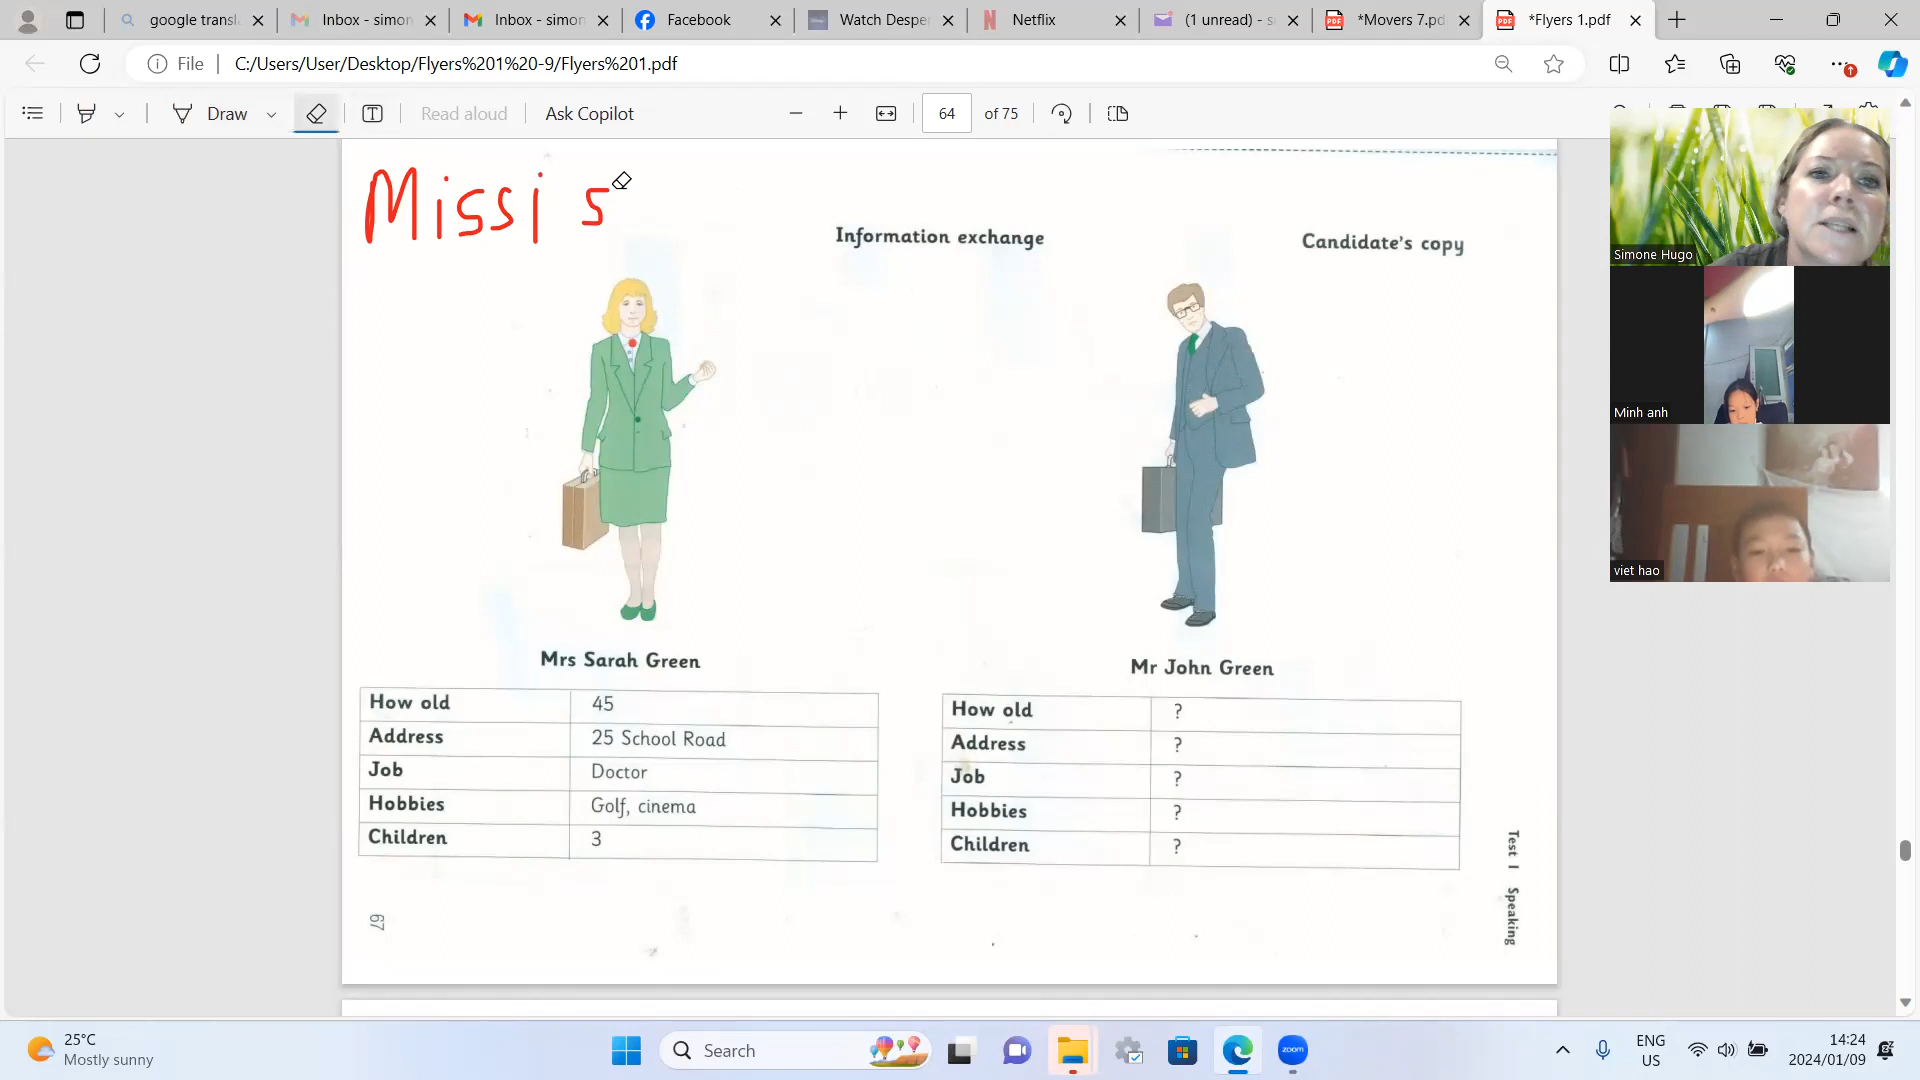 google transl
Inbox - simon
Inbox - simon
Facebook
Watch Desper
Netflix
(1 unread) - s
*Movers 7.pd
*Flyers 1.pdf
File
C:/Users/User/Desktop/Flyers%201%20-9/Flyers%201.pdf
Draw
Read aloud
Ask Copilot
64 of 75
Missi s
Information exchange
Candidate's copy
Mrs Sarah Green
How old 45
Address 25 School Road
Job Doctor
Hobbies Golf, cinema
Children 3
Mr John Green
How old ?
Address ?
Job ?
Hobbies ?
Children ?
67
Test 1 Speaking
Simone Hugo
Minh anh
viet hao
25°C
Mostly sunny
Search
zoom
ENG
US
14:24
2024/01/09